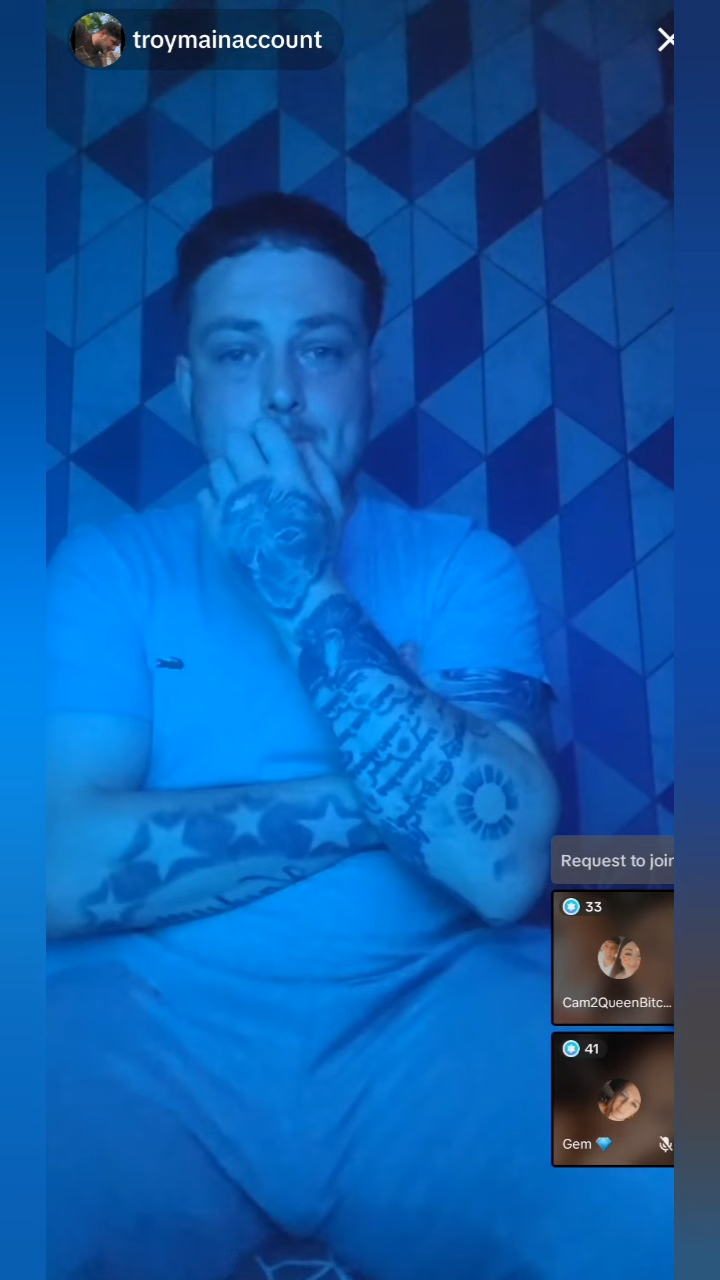 troymainaccount
Request to join
33
Cam2QueenBitc...
41
Gem 💎